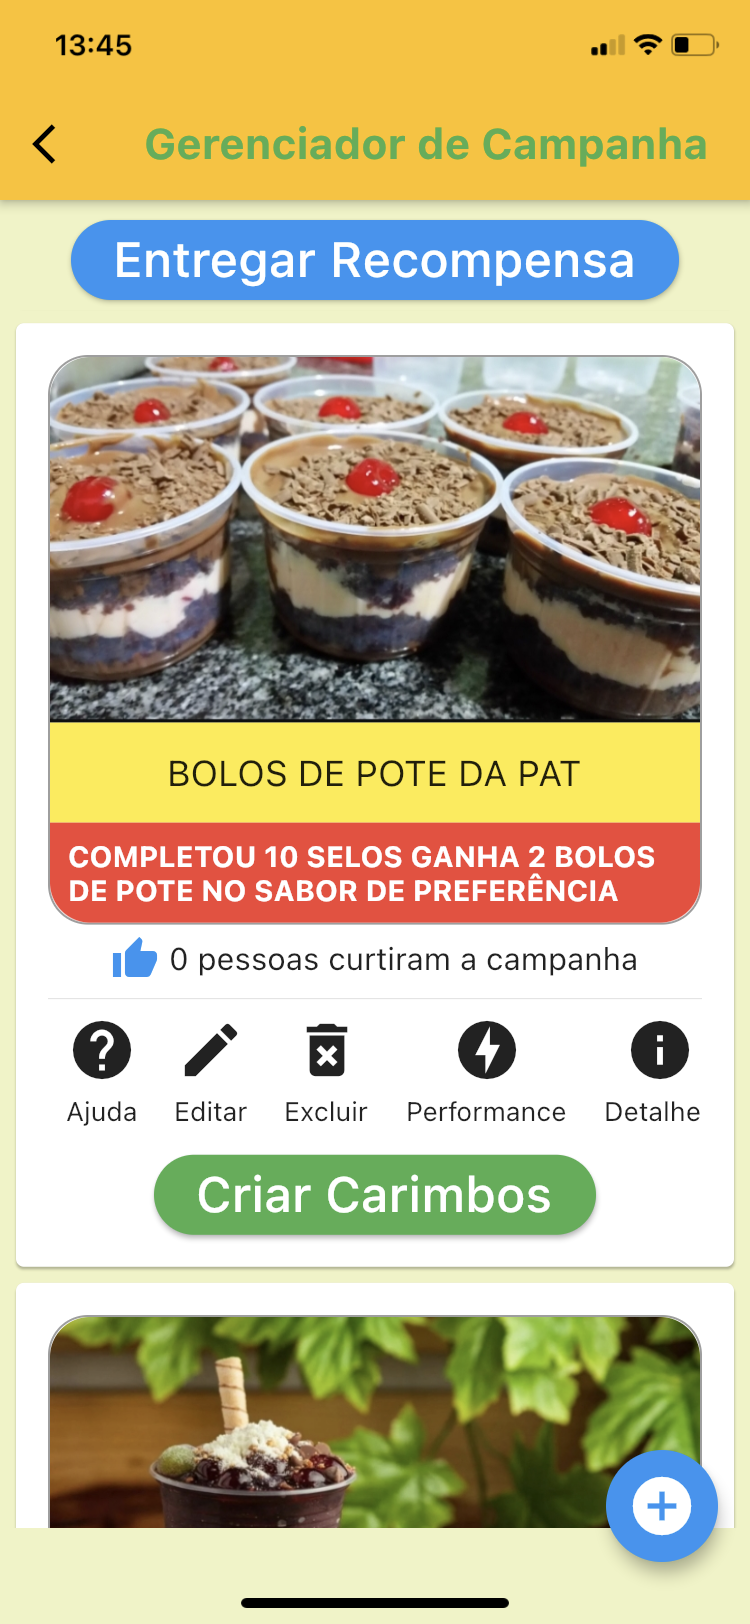 13:45
Gerenciador de Campanha
Entregar Recompensa
BOLOS DE POTE DA PAT
COMPLETOU 10 SELOS GANHA 2 BOLOS
DE POTE NO SABOR DE PREFERÊNCIA
0 pessoas curtiram a campanha
Ajuda Editar Excluir Performance Detalhe
Criar Carimbos